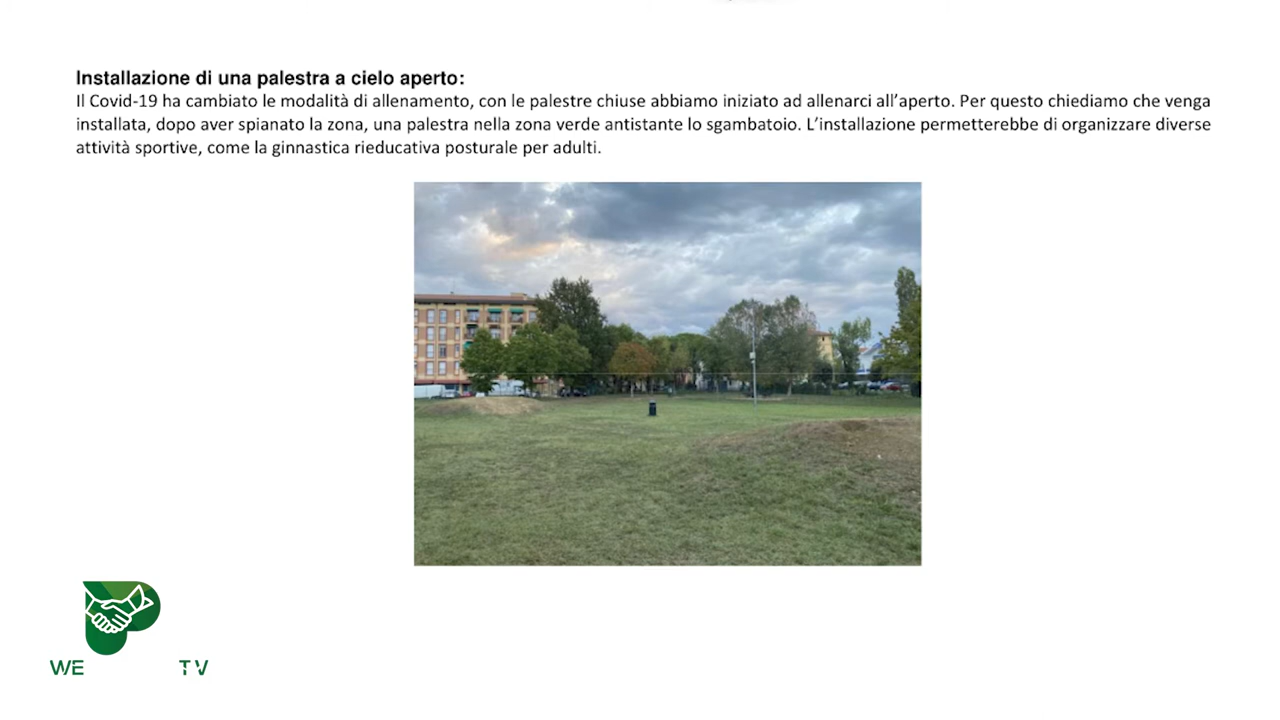 Installazione di una palestra a cielo aperto:
Il Covid-19 ha cambiato le modalità di allenamento, con le palestre chiuse abbiamo iniziato ad allenarci all’aperto. Per questo chiediamo che venga
installata, dopo aver spianato la zona, una palestra nella zona verde antistante lo sgambatoio. L’installazione permetterebbe di organizzare diverse
attività sportive, come la ginnastica rieducativa posturale per adulti.
WE TV